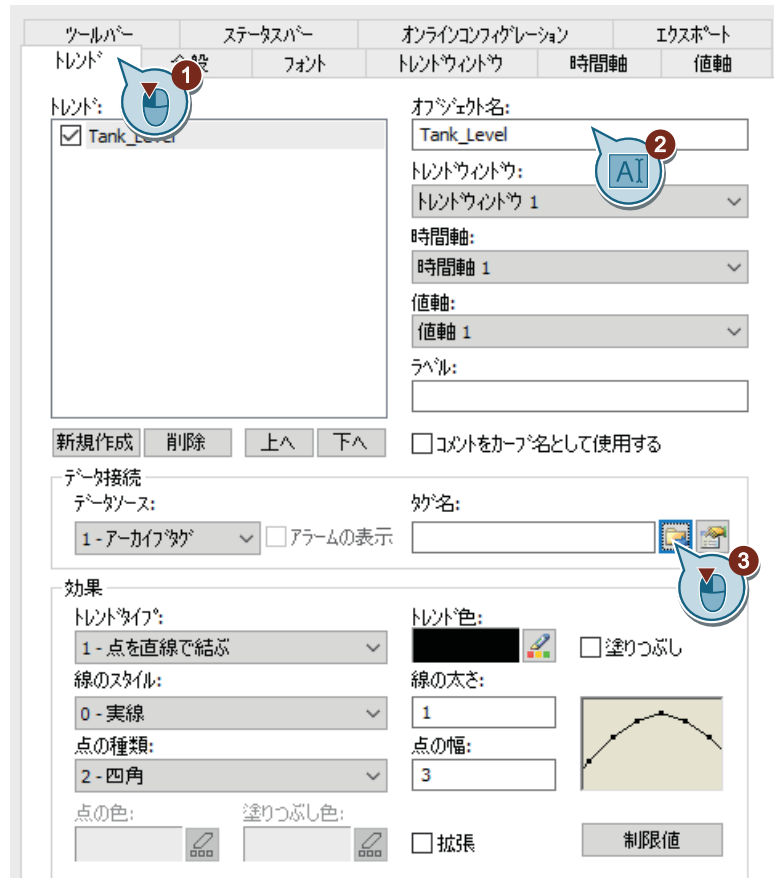 ツールバー ステータスバー オンラインコンフィグレーション エクスポート
トレンド フォント トレンドウィンドウ 時間軸 値軸
1
トレンド: オブジェクト名:
Tank_Level Tank_Level
2
AI
トレンドウィンドウ:
トレンドウィンドウ 1
時間軸:
時間軸 1
値軸:
値軸 1
ラベル:
新規作成 削除 上へ 下へ コメントをカーブ名として使用する
データ接続
データソース: タグ名:
1 - アーカイブタグ アラームの表示
3
効果
トレンドタイプ: トレンド色:
1 - 点を直線で結ぶ 塗りつぶし
線のスタイル: 線の太さ:
0 - 実線 1
点の種類: 点の幅:
2 - 四角 3
点の色: 塗りつぶし色:
拡張 制限値